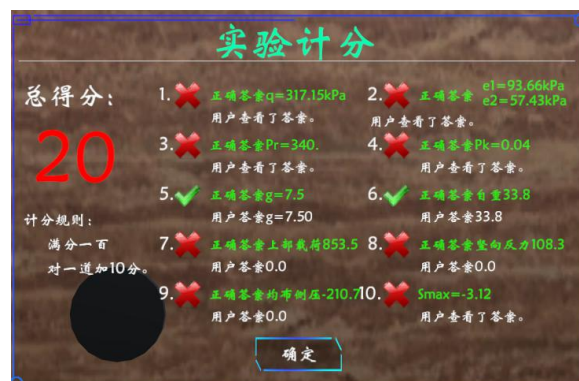 实验计分
总得分:
20
计分规则:
满分一百
对一道加10分。
1. 正确答案q=317.15kPa
用户查看了答案。
2. 正确答案 e1=93.66kPa
e2=57.43kPa
用户查看了答案。
3. 正确答案Pr=340.
用户查看了答案。
4. 正确答案Pk=0.04
用户查看了答案。
5. 正确答案g=7.5
用户答案g=7.50
6. 正确答案自重33.8
用户答案33.8
7. 正确答案上部载荷853.5
用户答案0.0
8. 正确答案竖向反力108.3
用户答案0.0
9. 正确答案均布侧压-210.7
用户答案0.0
10. Smax=-3.12
用户查看了答案。
确定